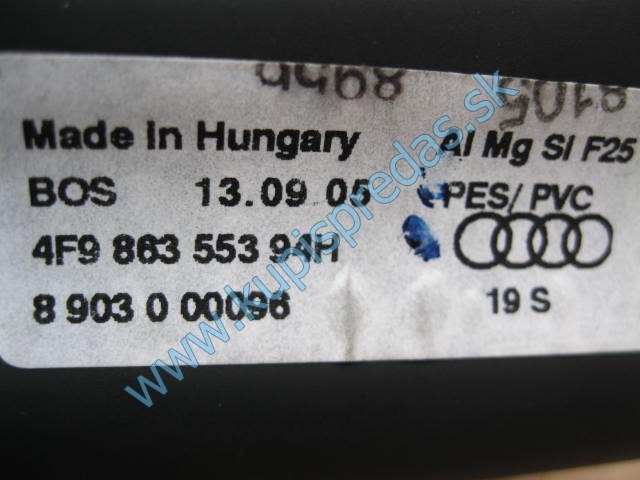 Made in Hungary
Al Mg Si F25
BOS 13.09 05
PES/ PVC
4F9 863 553 94H
8 903 0 00096
19 S
www.kupispredas.sk